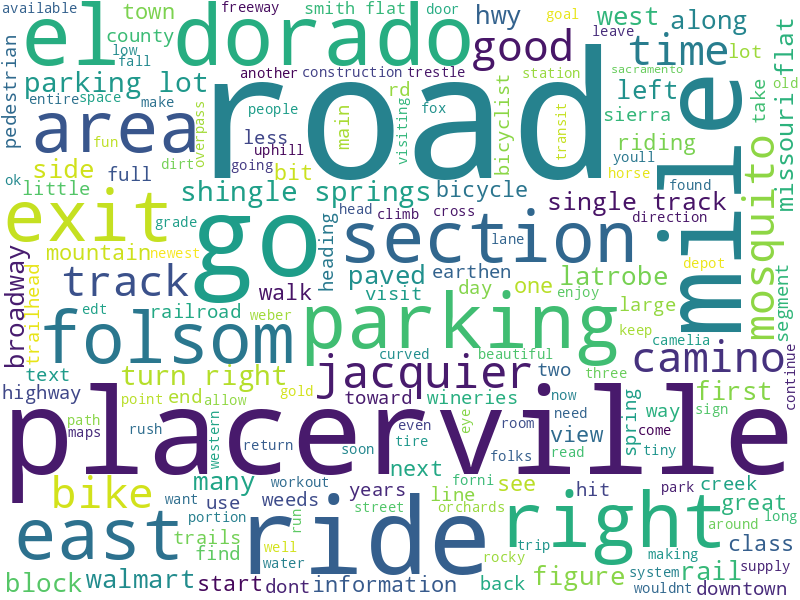 available
freeway
smith flat
door
goal
hwy
west
along
town
county
el dorado
low
fall
good
time
leave
lot
another
construction
trestle
station
sacramento
parking lot
pedestrian
entire
space
make
road
mile
left
old
take
missouri flat
people
fox
rd
main
visiting
bicyclist
transit
sierra
area
overpass
less
fun
uphill
going
riding
youll
horse
mosquito
ok
side
full
dirt
bit
little
shingle springs
bicycle
single track
found
exit
grade
go
head
climb
cross
direction
section
lane
heading
mountain
newest
track
walk
paved
earthen
latrobe
depot
broadway
trailhead
edt
railroad
weber
visit
day
one
enjoy
large
segment
folsom
parking
keep
camelia
curved
beautiful
three
camino
text
turn right
jacquier
two
continue
highway
point
end
allow
gold
toward
wineries
now
first
placerville
path
maps
rush
western
return
soon
even
tire
eye
room
folks
need
read
view
spring
way
sign
come
tiny
bike
many
workout
years
next
line
forni
see
hit
park
creek
want
use
weeds
street
orchards
great
around
long
east
portion
trails
find
run
well
water
ride
rocky
trip
right
making
class
block
walmart
start
dont
information
back
figure
system
wouldnt
rail
supply
downtown